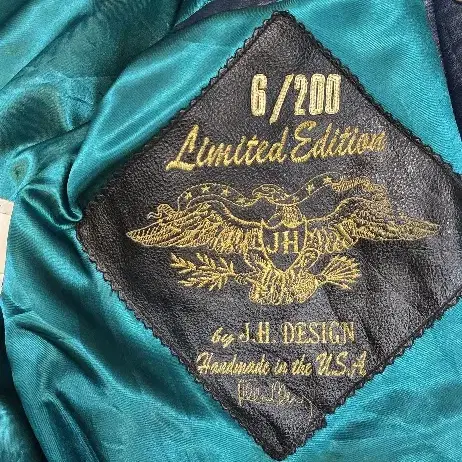 6/200
Limited Edition
JH
by J.H. DESIGN
Handmade in the U.S.A